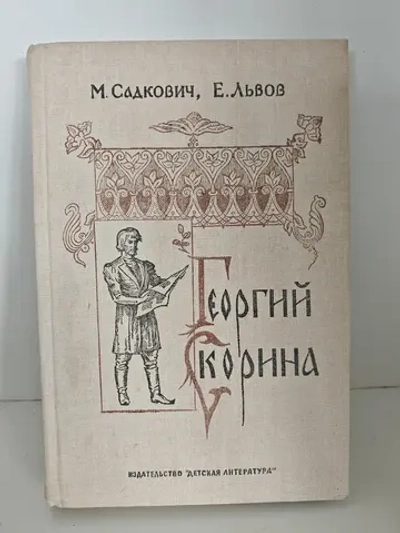 М. Садкович, Е. Львов
Георгий
Скорина
ИЗДАТЕЛЬСТВО "ДЕТСКАЯ ЛИТЕРАТУРА"